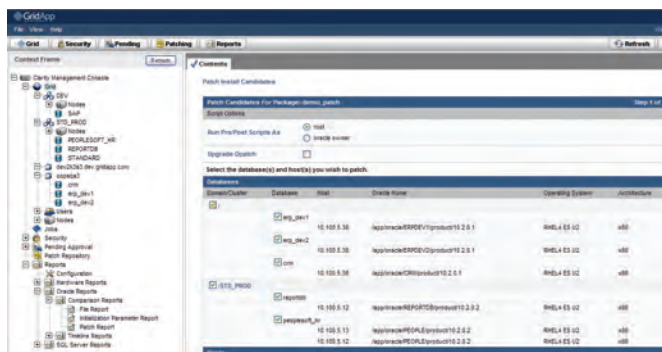 GridApp
File View Help
Grid Security Pending Patching Reports Refresh
Context Frame Refresh
Contents
Clarity Management Console
Grid
DEV
Nodes
SAP
STD_PROD
Nodes
PEOPLESOFT_HR
REPORTDB
STANDARD
crm
erp_dev1
erp_dev2
Users
Nodes
Jobs
Security
Pending Approval
Patch Repository
Reports
Configuration
Hardware Reports
Oracle Reports
Comparison Reports
File Report
Initialization Parameter Report
Patch Report
Timeline Reports
SQL Server Reports
Patch Install Candidates
Patch Candidates For Package: demo_patch Step 1 of
Script Options
Run Pre/Post Scripts As root
oracle owner
Upgrade Opatch
Select the database(s) and host(s) you wish to patch.
Databases
Domain/Cluster Database Host Oracle Home Operating System Architecture
erp_dev1
10.100.5.36 /app/oracle/ERPDEV1/product/10.2.0.1 RHEL4 ES U2 x86
erp_dev2
10.100.5.36 /app/oracle/ERPDEV2/product/10.2.0.1 RHEL4 ES U2 x86
crm
10.100.5.36 /app/oracle/CRM/product/10.2.0.1 RHEL4 ES U2 x86
STD_PROD
reportdb
10.100.5.12 /app/oracle/REPORTDB/product/10.2.0.2 RHEL4 ES U2 x86
peoplesoft_hr
10.100.5.13 /app/oracle/PEOPLE/product/10.2.0.2 RHEL4 ES U2 x86
10.100.5.12 /app/oracle/PEOPLE/product/10.2.0.2 RHEL4 ES U2 x86